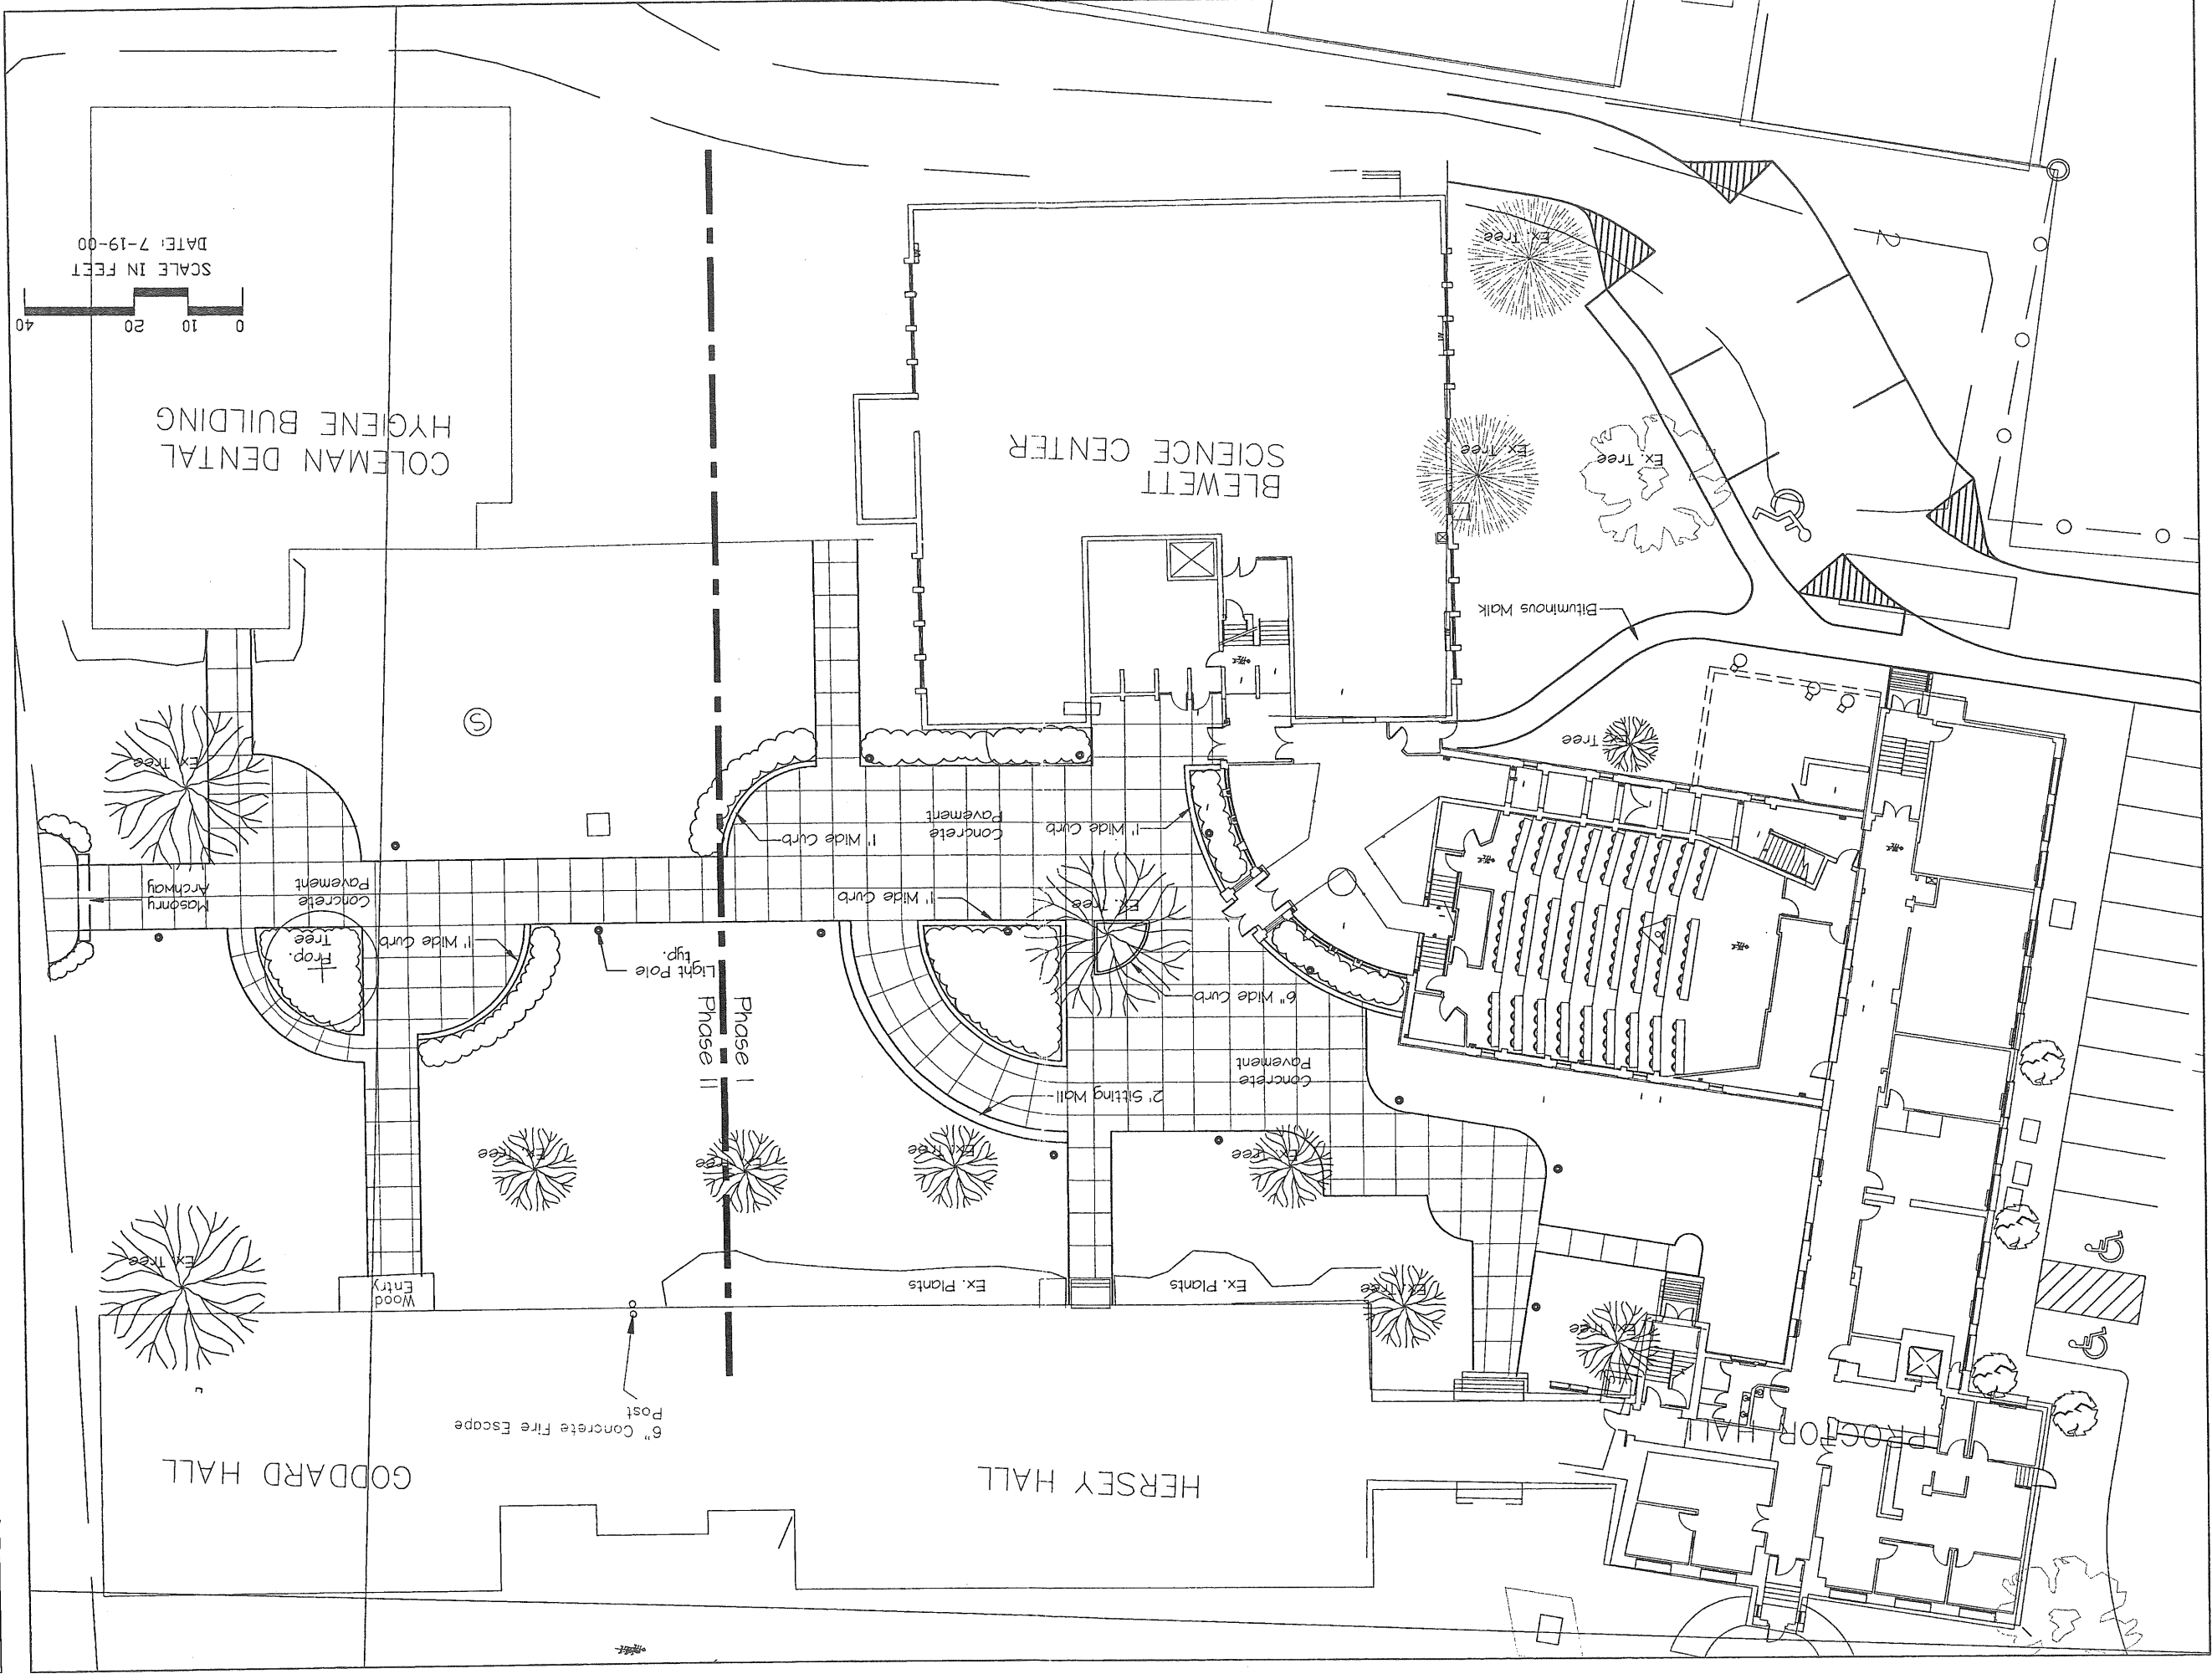 PROCTOR HALL
HERSEY HALL
GODDARD HALL
6" Concrete Fire Escape
Post
Ex. Tree
Ex. Tree
Ex. Plants
Ex. Plants
Wood
Entry
Ex. Tree
Ex. Tree
Ex. Tree
Ex. Tree
Ex. Tree
2' Sitting Wall
Concrete
Pavement
Phase I
Phase II
6" Wide Curb
Light Pole
typ.
1' Wide Curb
Prop.
Tree
Ex. Tree
1' Wide Curb
Concrete
Pavement
Masonry
Archway
1' Wide Curb
Concrete
Pavement
1' Wide Curb
Ex. Tree
Ex. Tree
S
Bituminous Walk
Ex. Tree
Ex. Tree
BLEWETT
SCIENCE CENTER
COLEMAN DENTAL
HYGIENE BUILDING
0 10 20 40
SCALE IN FEET
DATE: 7-19-00
Ex. Tree
2